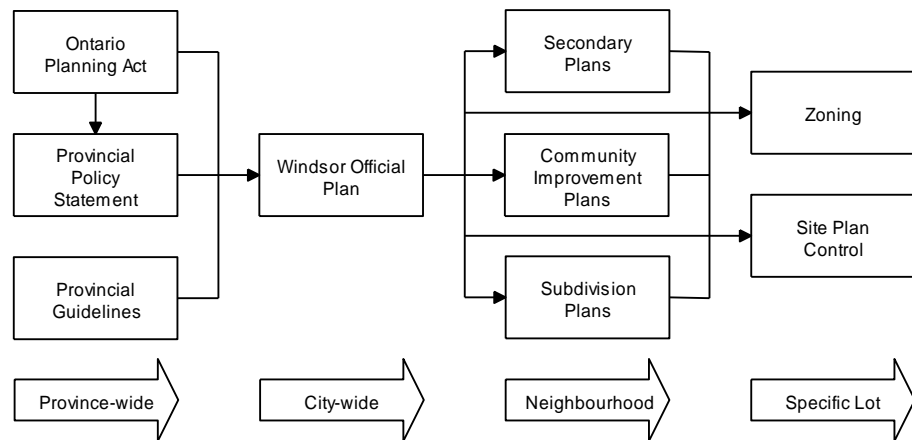 Ontario
Planning Act
Provincial
Policy
Statement
Provincial
Guidelines
Windsor Official
Plan
Secondary
Plans
Community
Improvement
Plans
Subdivision
Plans
Zoning
Site Plan
Control
Province-wide
City-wide
Neighbourhood
Specific Lot